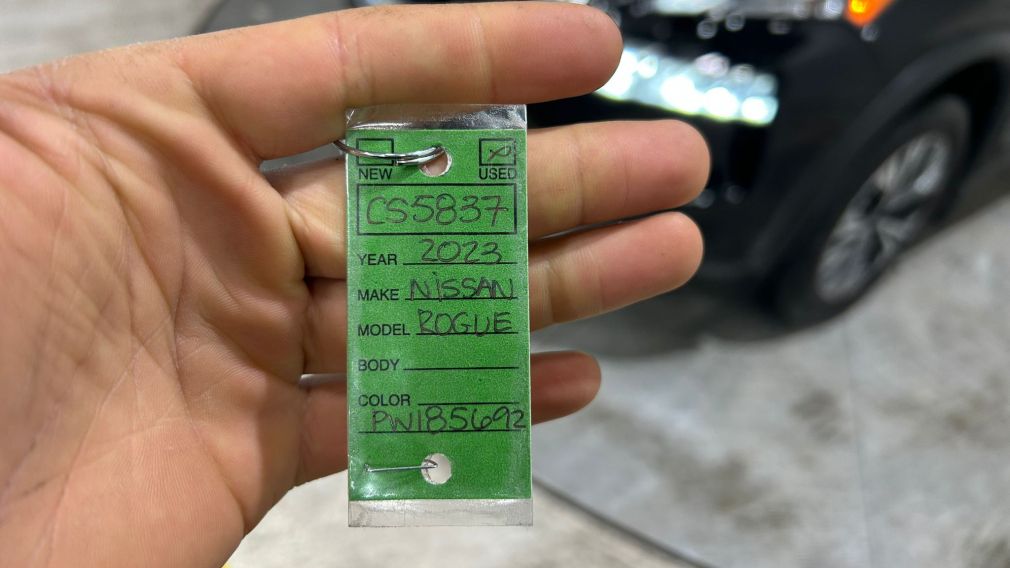 NEW USED
CS5837
YEAR 2023
MAKE NISSAN
MODEL ROGUE
BODY
COLOR
PW185692